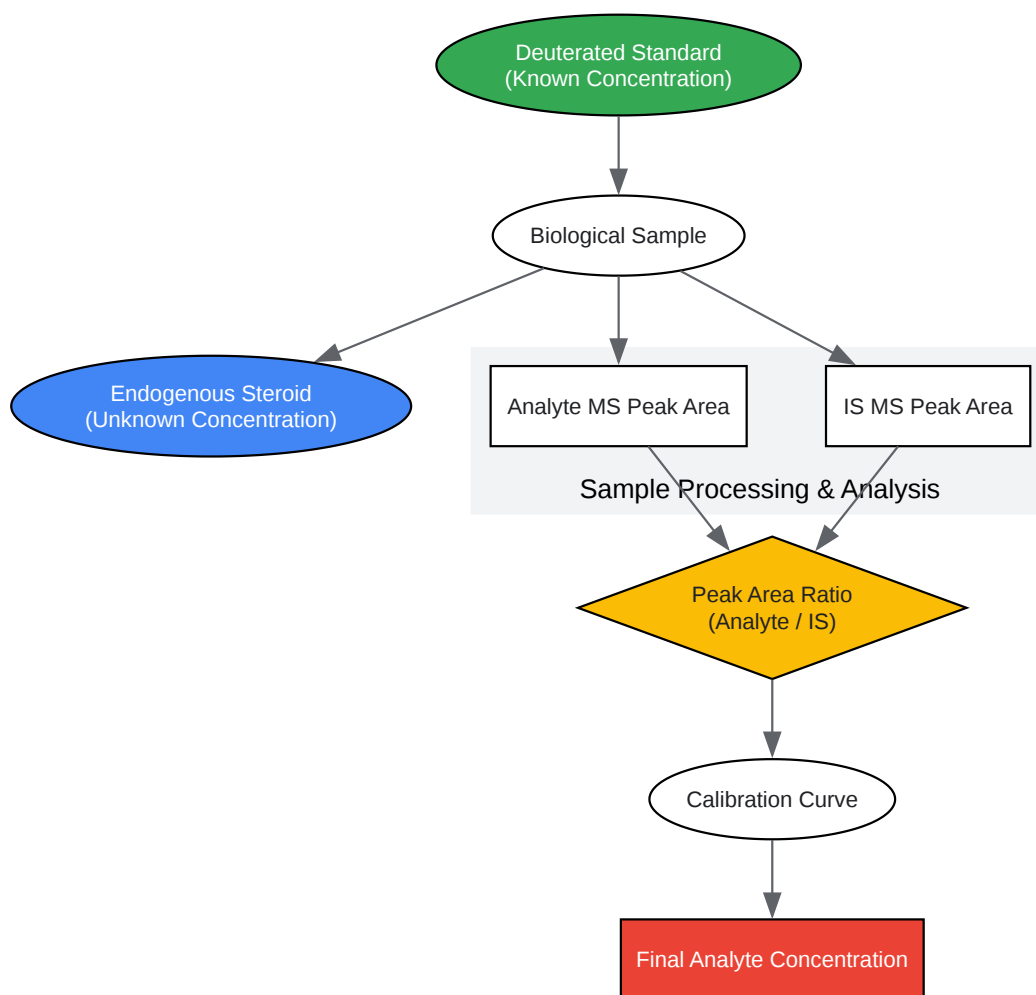 Deuterated Standard
(Known Concentration)
Biological Sample
Endogenous Steroid
(Unknown Concentration)
Analyte MS Peak Area
IS MS Peak Area
Sample Processing & Analysis
Peak Area Ratio
(Analyte / IS)
Calibration Curve
Final Analyte Concentration